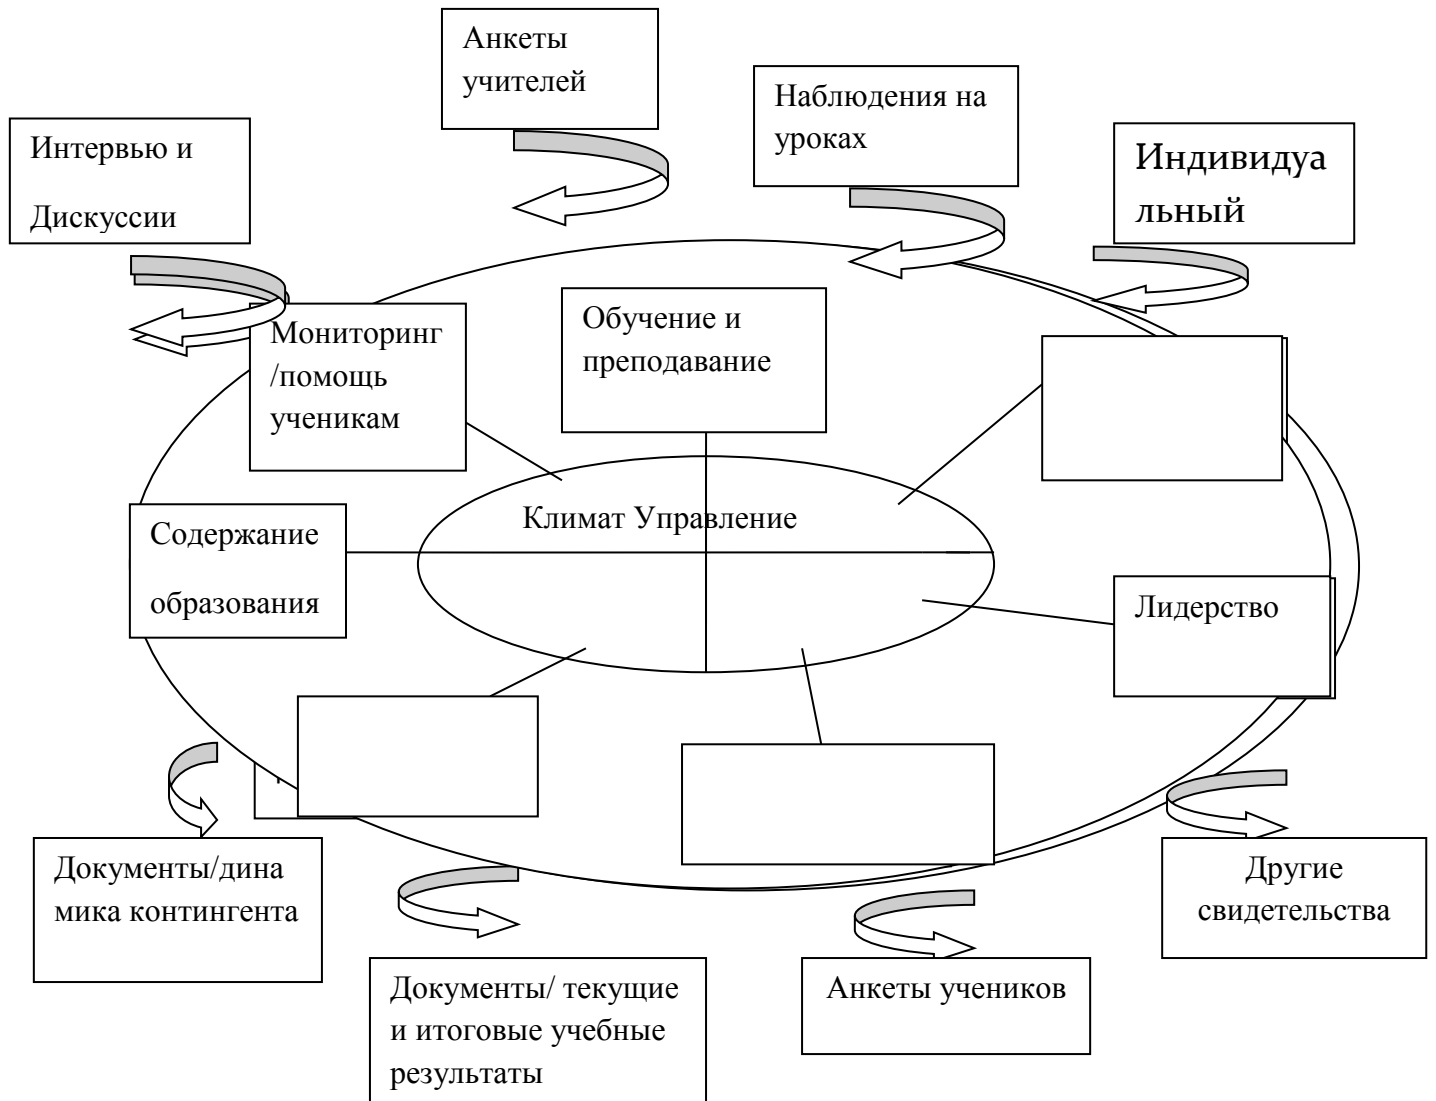 Анкеты
учителей
Наблюдения на
уроках
Интервью и
Дискуссии
Индивидуа
льный
Мониторинг
/помощь
ученикам
Обучение и
преподавание
Климат Управление
Содержание
образования
Лидерство
Документы/дина
мика контингента
Другие
свидетельства
Документы/ текущие
и итоговые учебные
результаты
Анкеты учеников